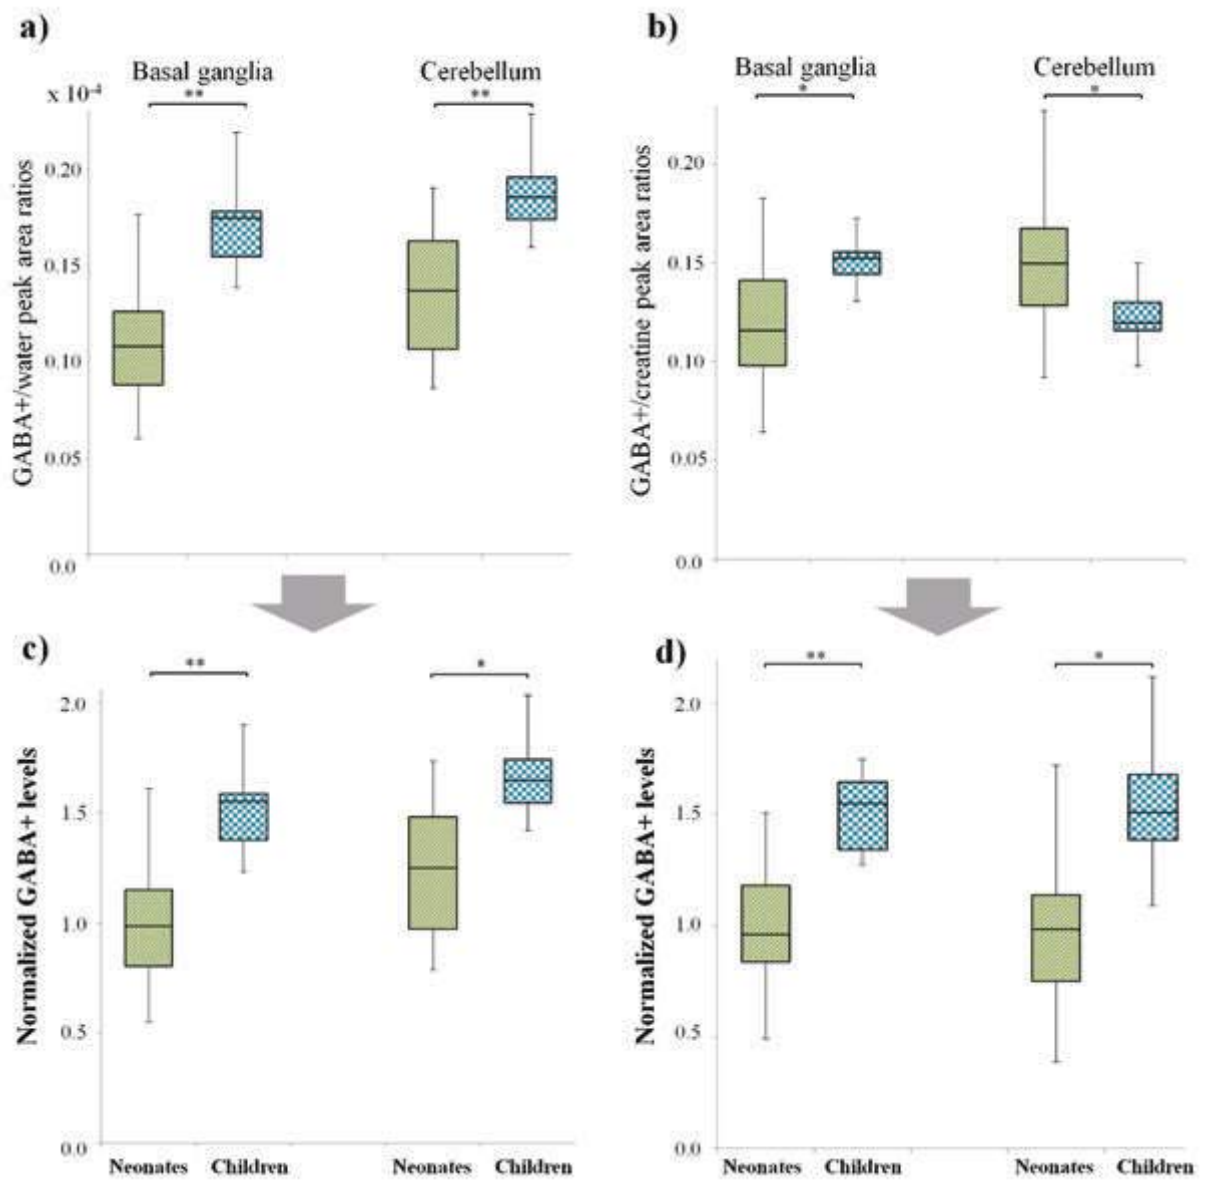 a)
Basal ganglia
Cerebellum
x 10⁻⁴
**
**
GABA+/water peak area ratios
0.20
0.15
0.10
0.05
0.0
b)
Basal ganglia
Cerebellum
*
*
GABA+/creatine peak area ratios
0.20
0.15
0.10
0.05
0.0
c)
**
*
Normalized GABA+ levels
2.0
1.5
1.0
0.5
0.0
Neonates
Children
Neonates
Children
d)
**
*
Normalized GABA+ levels
2.0
1.5
1.0
0.5
0.0
Neonates
Children
Neonates
Children